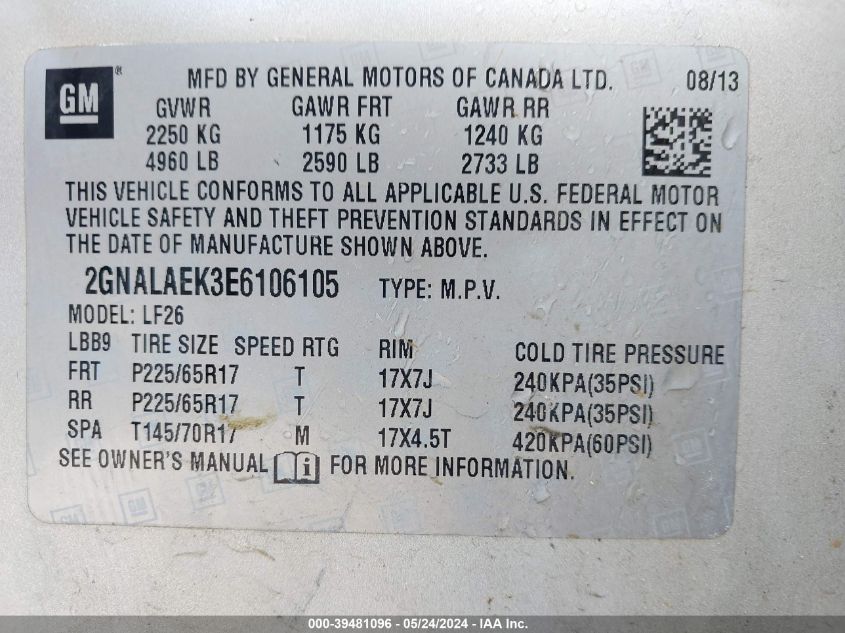 GM ® MFD BY GENERAL MOTORS OF CANADA LTD. 08/13
GVWR GAWR FRT GAWR RR
2250 KG 1175 KG 1240 KG
4960 LB 2590 LB 2733 LB
THIS VEHICLE CONFORMS TO ALL APPLICABLE U.S. FEDERAL MOTOR
VEHICLE SAFETY AND THEFT PREVENTION STANDARDS IN EFFECT ON
THE DATE OF MANUFACTURE SHOWN ABOVE.
2GNALAEK3E6106105 TYPE: M.P.V.
MODEL: LF26
LBB9 TIRE SIZE SPEED RTG RIM COLD TIRE PRESSURE
FRT P225/65R17 T 17X7J 240KPA(35PSI)
RR P225/65R17 T 17X7J 240KPA(35PSI)
SPA T145/70R17 M 17X4.5T 420KPA(60PSI)
SEE OWNER'S MANUAL i FOR MORE INFORMATION.
GM
000-39481096 - 05/24/2024 - IAA Inc.